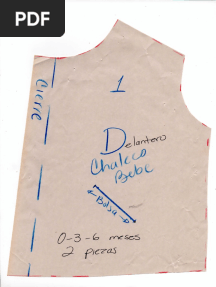 PDF
Cierre
1
Delantero
Chaleco
Bebe
Bolsa
0-3-6 meses
2 piezas